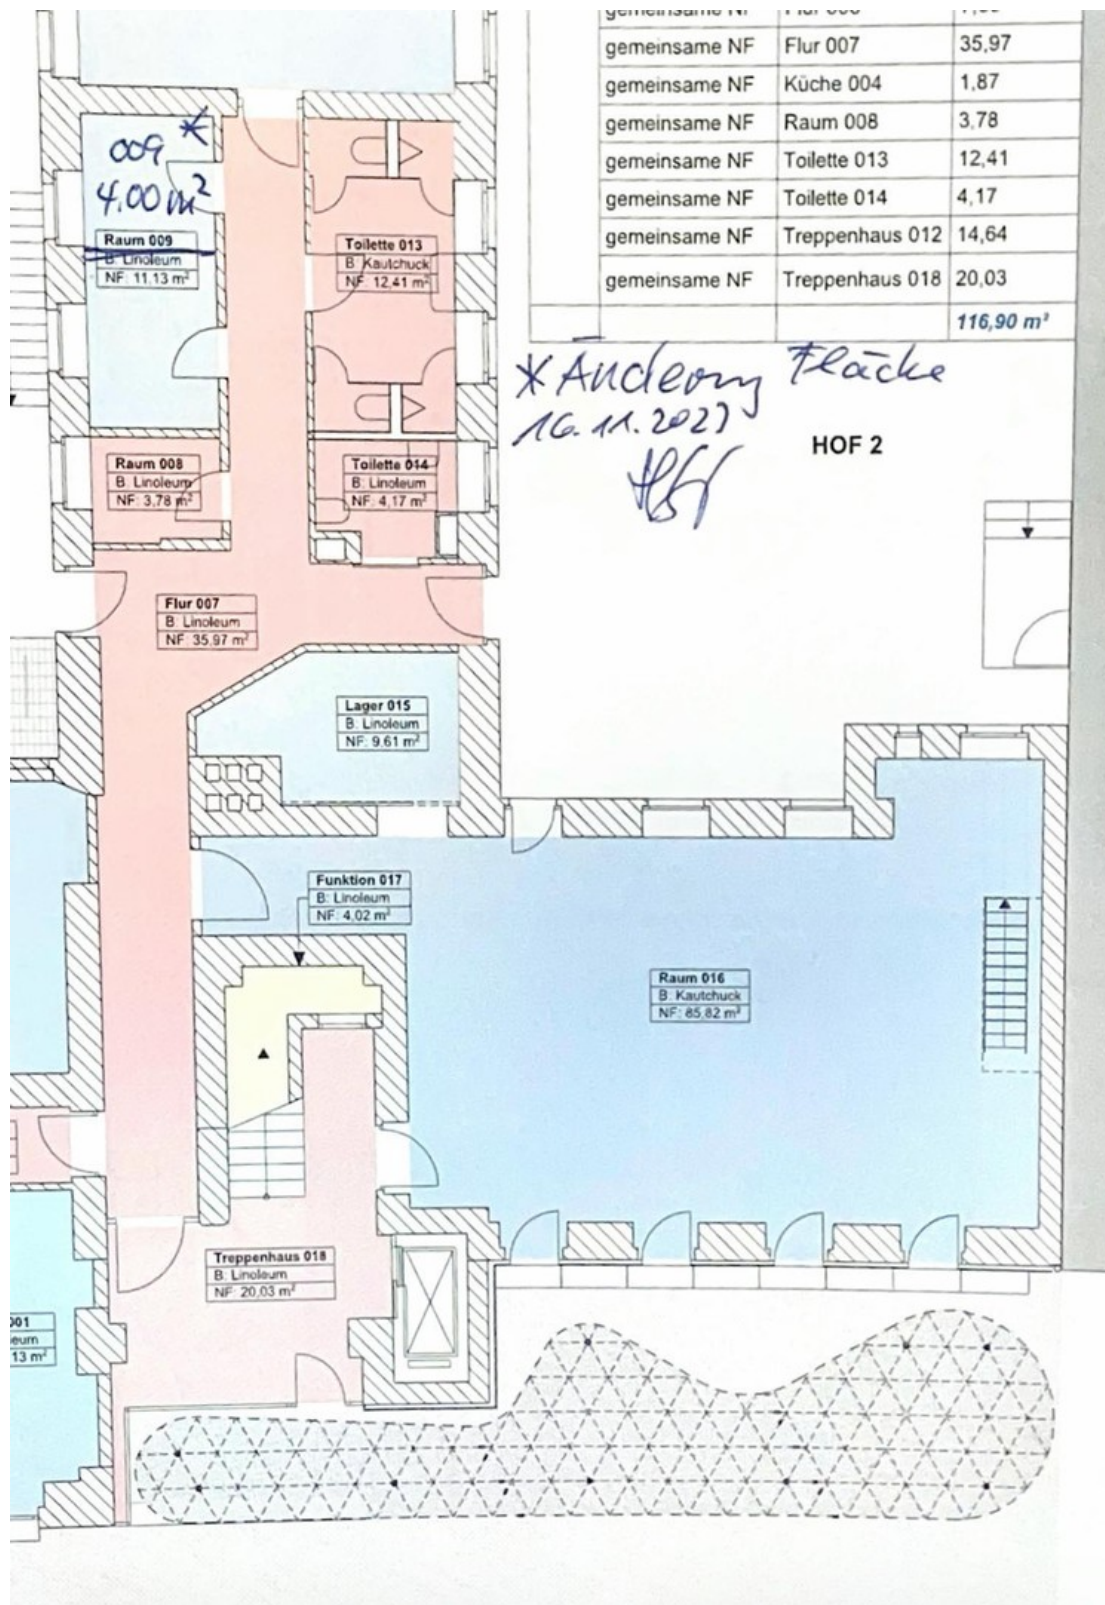 gemeinsame NF Flur 007 35,97
gemeinsame NF Küche 004 1,87
gemeinsame NF Raum 008 3,78
gemeinsame NF Toilette 013 12,41
gemeinsame NF Toilette 014 4,17
gemeinsame NF Treppenhaus 012 14,64
gemeinsame NF Treppenhaus 018 20,03
116,90 m²
* Änderung Fläche
16.11.2023
HOF 2
009 *
4.00 m²
Raum 009
B: Linoleum
NF: 11,13 m²
Toilette 013
B: Kautchuck
NF: 12,41 m²
Raum 008
B: Linoleum
NF: 3,78 m²
Toilette 014
B: Linoleum
NF: 4,17 m²
Flur 007
B: Linoleum
NF: 35,97 m²
Lager 015
B: Linoleum
NF: 9,61 m²
Funktion 017
B: Linoleum
NF: 4,02 m²
Raum 016
B: Kautchuck
NF: 85,82 m²
Treppenhaus 018
B: Linoleum
NF: 20,03 m²
001
eum
13 m²